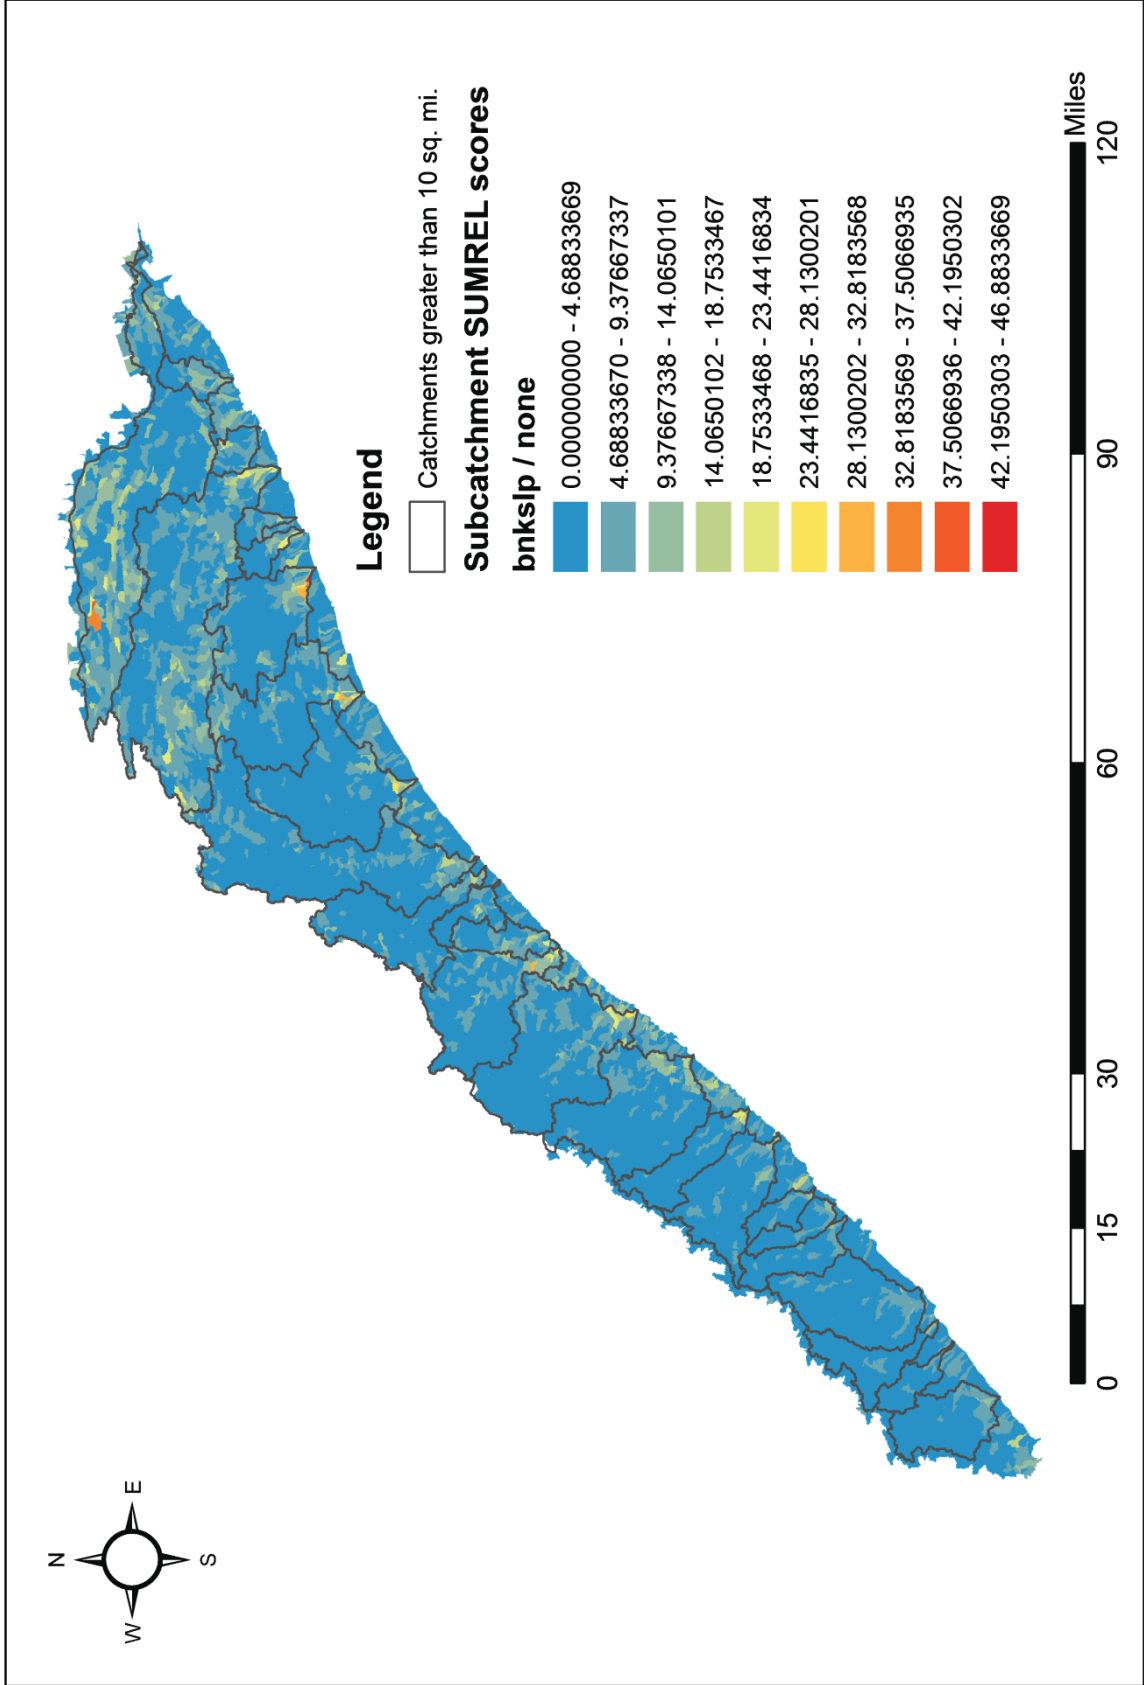 N
W
E
S
Legend
Catchments greater than 10 sq. mi.
Subcatchment SUMREL scores
bnkslp / none
0.000000000 - 4.68833669
4.68833670 - 9.37667337
9.37667338 - 14.0650101
14.0650102 - 18.7533467
18.7533468 - 23.4416834
23.4416835 - 28.1300201
28.1300202 - 32.8183568
32.8183569 - 37.5066935
37.5066936 - 42.1950302
42.1950303 - 46.8833669
Miles
0 15 30 60 90 120